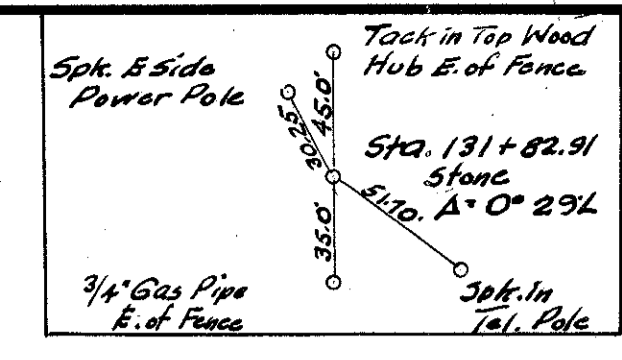 Tack in Top Wood
Hub E. of Fence
Spk. E Side
Power Pole
45.0'
30.25
Sta. 131+82.91
Stone
Δ = 0° 29'L
51.70.
35.0'
3/4" Gas Pipe
E. of Fence
Spk. in
Tel. Pole